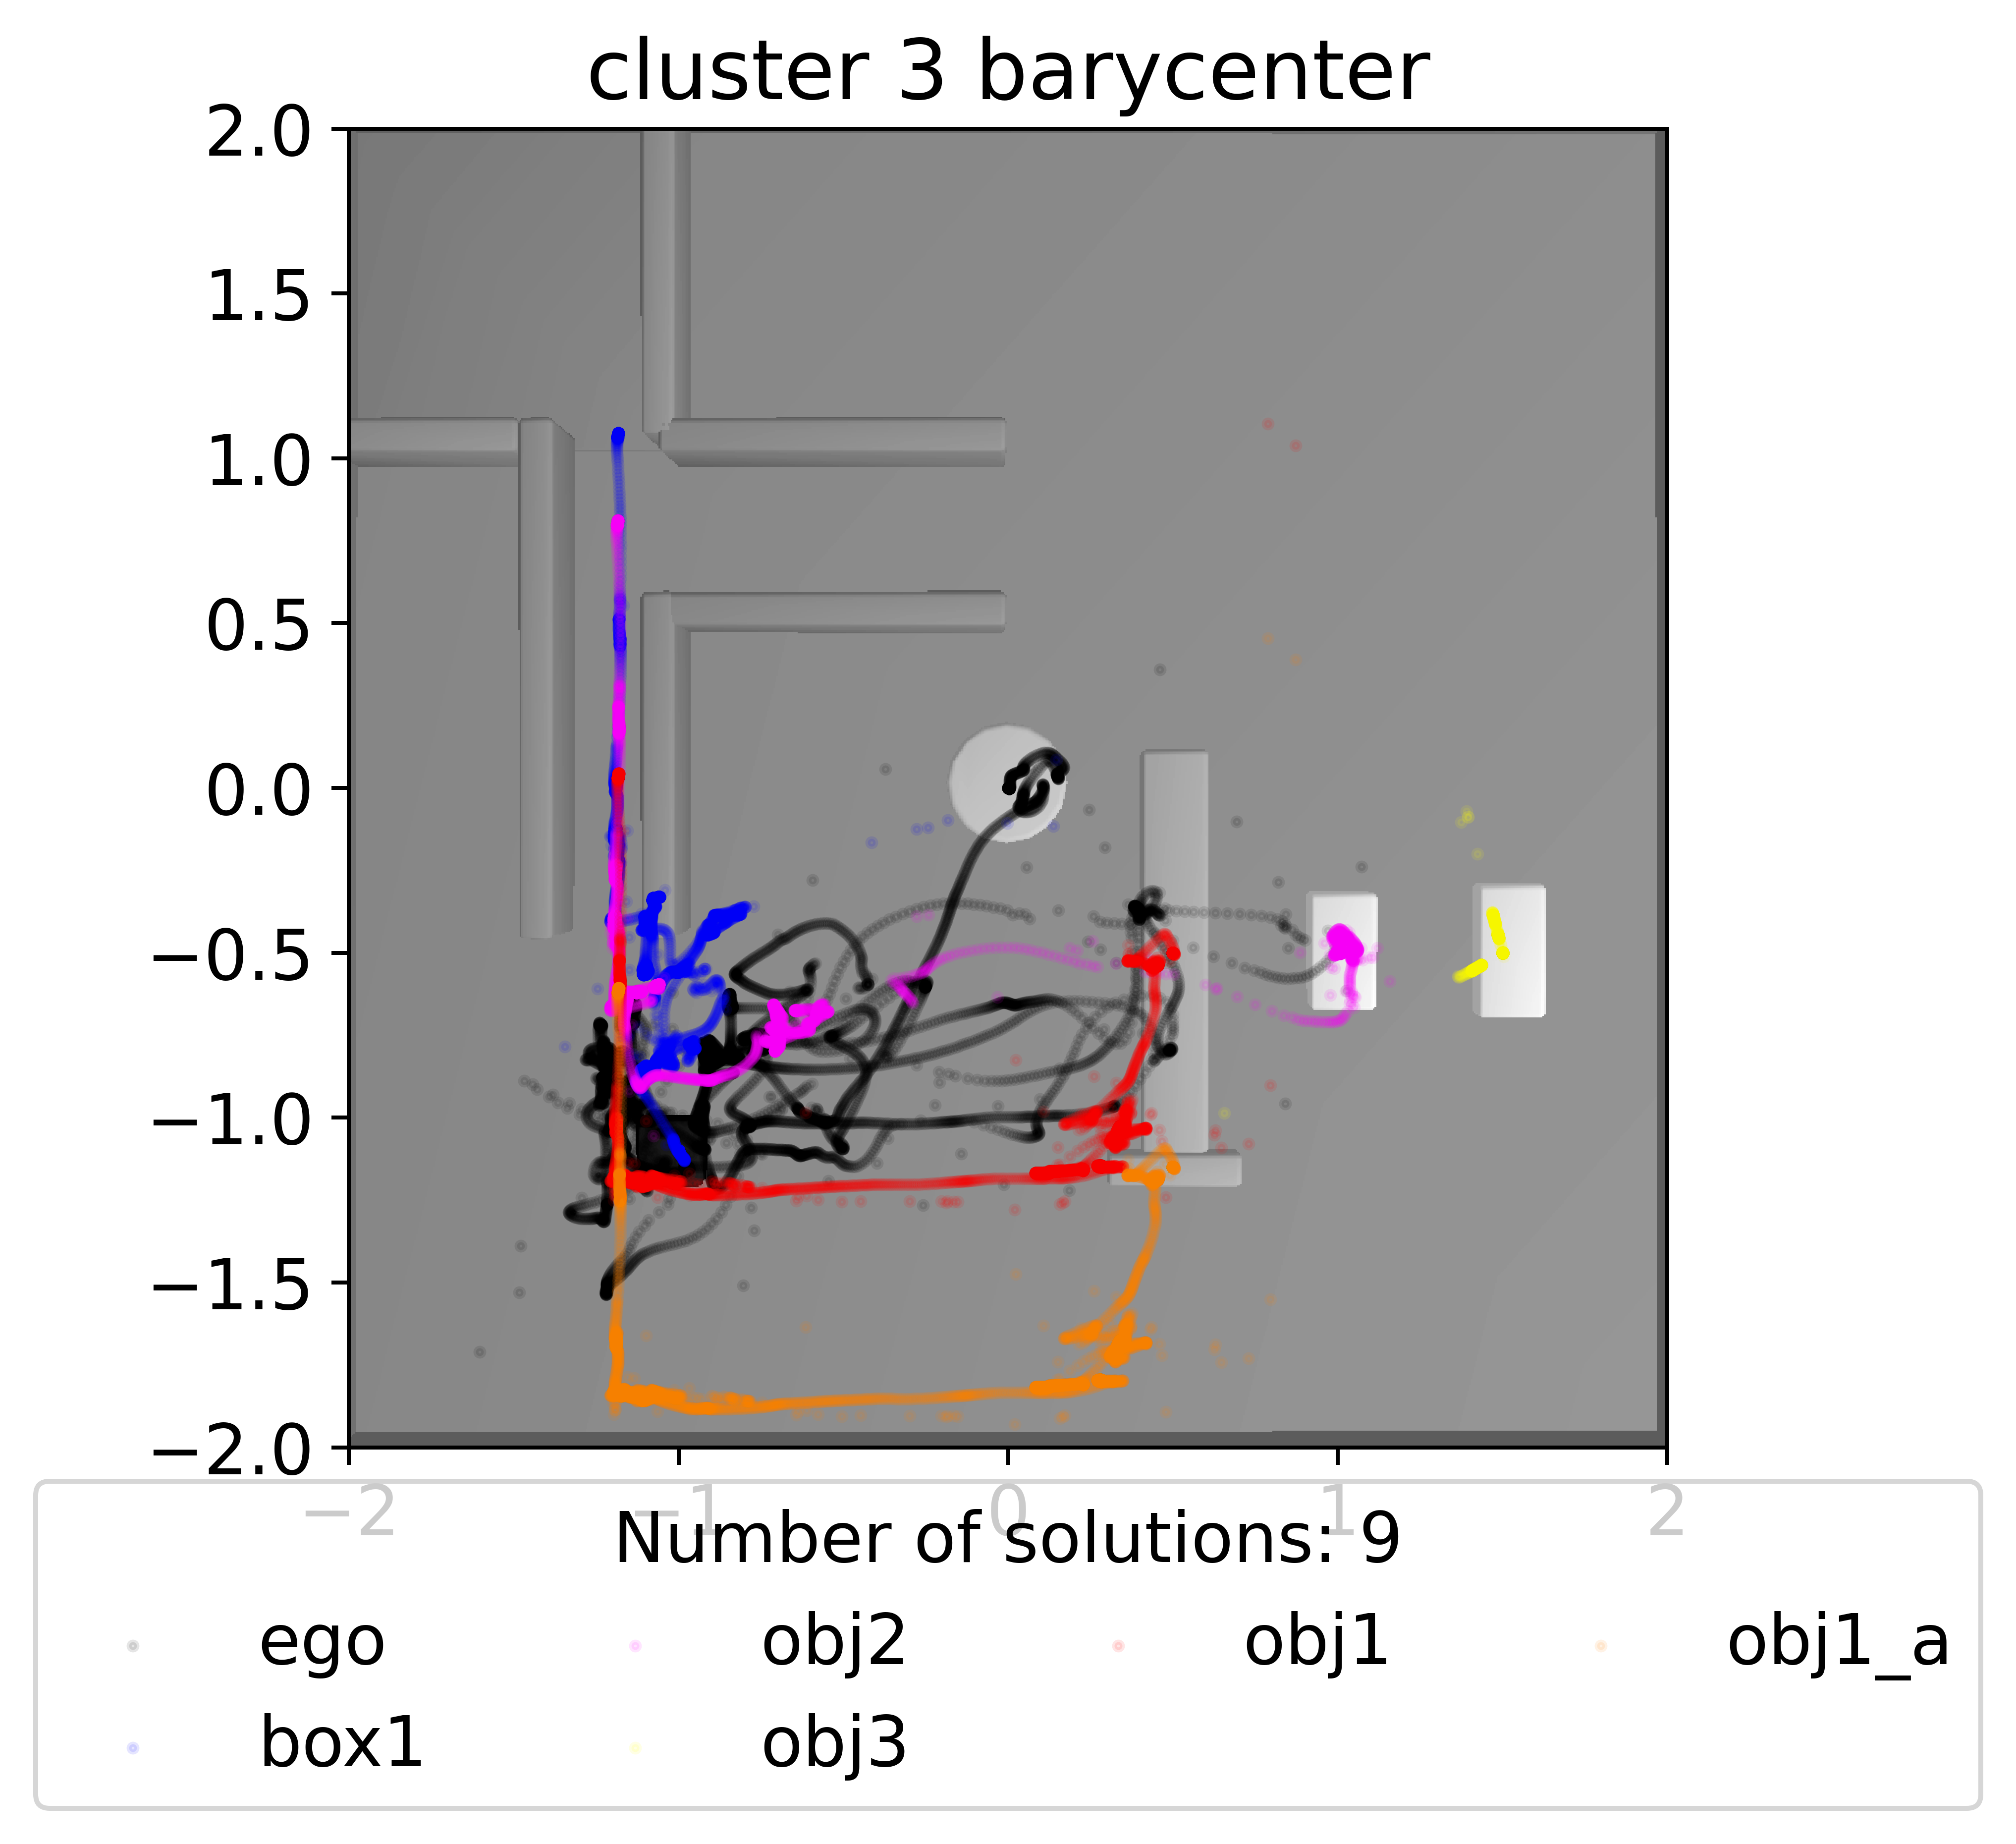 cluster 3 barycenter
2.0
1.5
1.0
0.5
0.0
−0.5
−1.0
−1.5
−2.0
−2 −1 0 1 2
Number of solutions: 9
ego obj2 obj1 obj1_a
box1 obj3